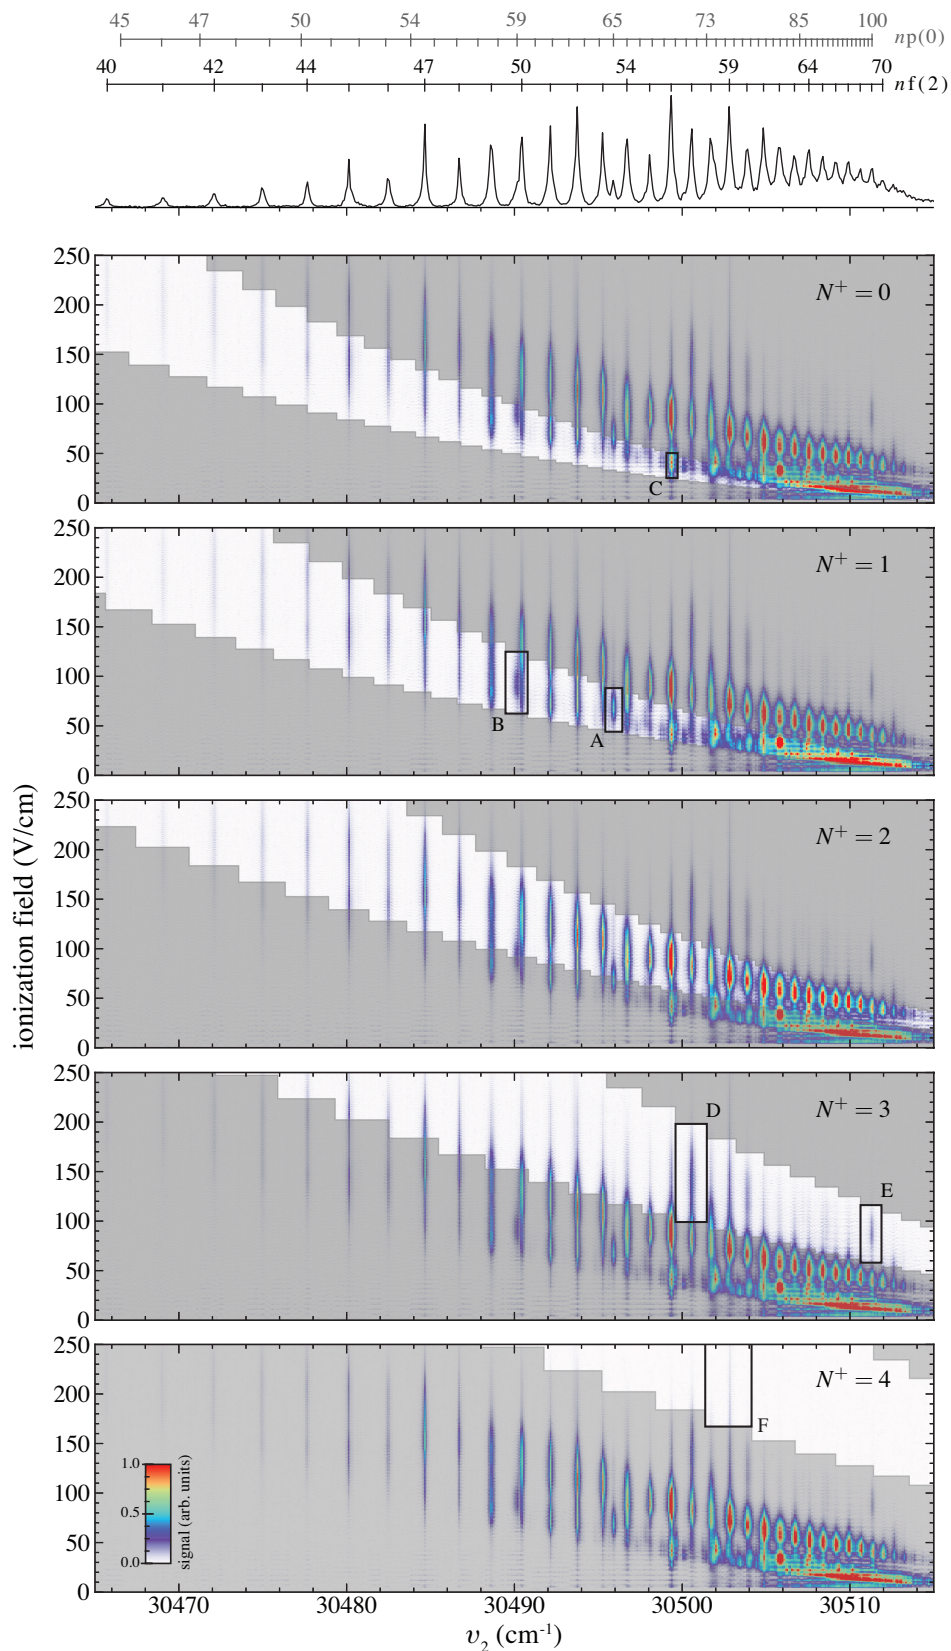 45 47 50 54 59 65 73 85 100 np(0)
40 42 44 47 50 54 59 64 70 nf(2)
250
200
150
100
50
0
N⁺ = 0
C
250
200
150
100
50
0
N⁺ = 1
B
A
250
200
150
100
50
0
N⁺ = 2
ionization field (V/cm)
250
200
150
100
50
0
N⁺ = 3
D
E
250
200
150
100
50
0
N⁺ = 4
F
1.0
0.5
0.0
signal (arb. units)
30470 30480 30490 30500 30510
υ₂ (cm⁻¹)